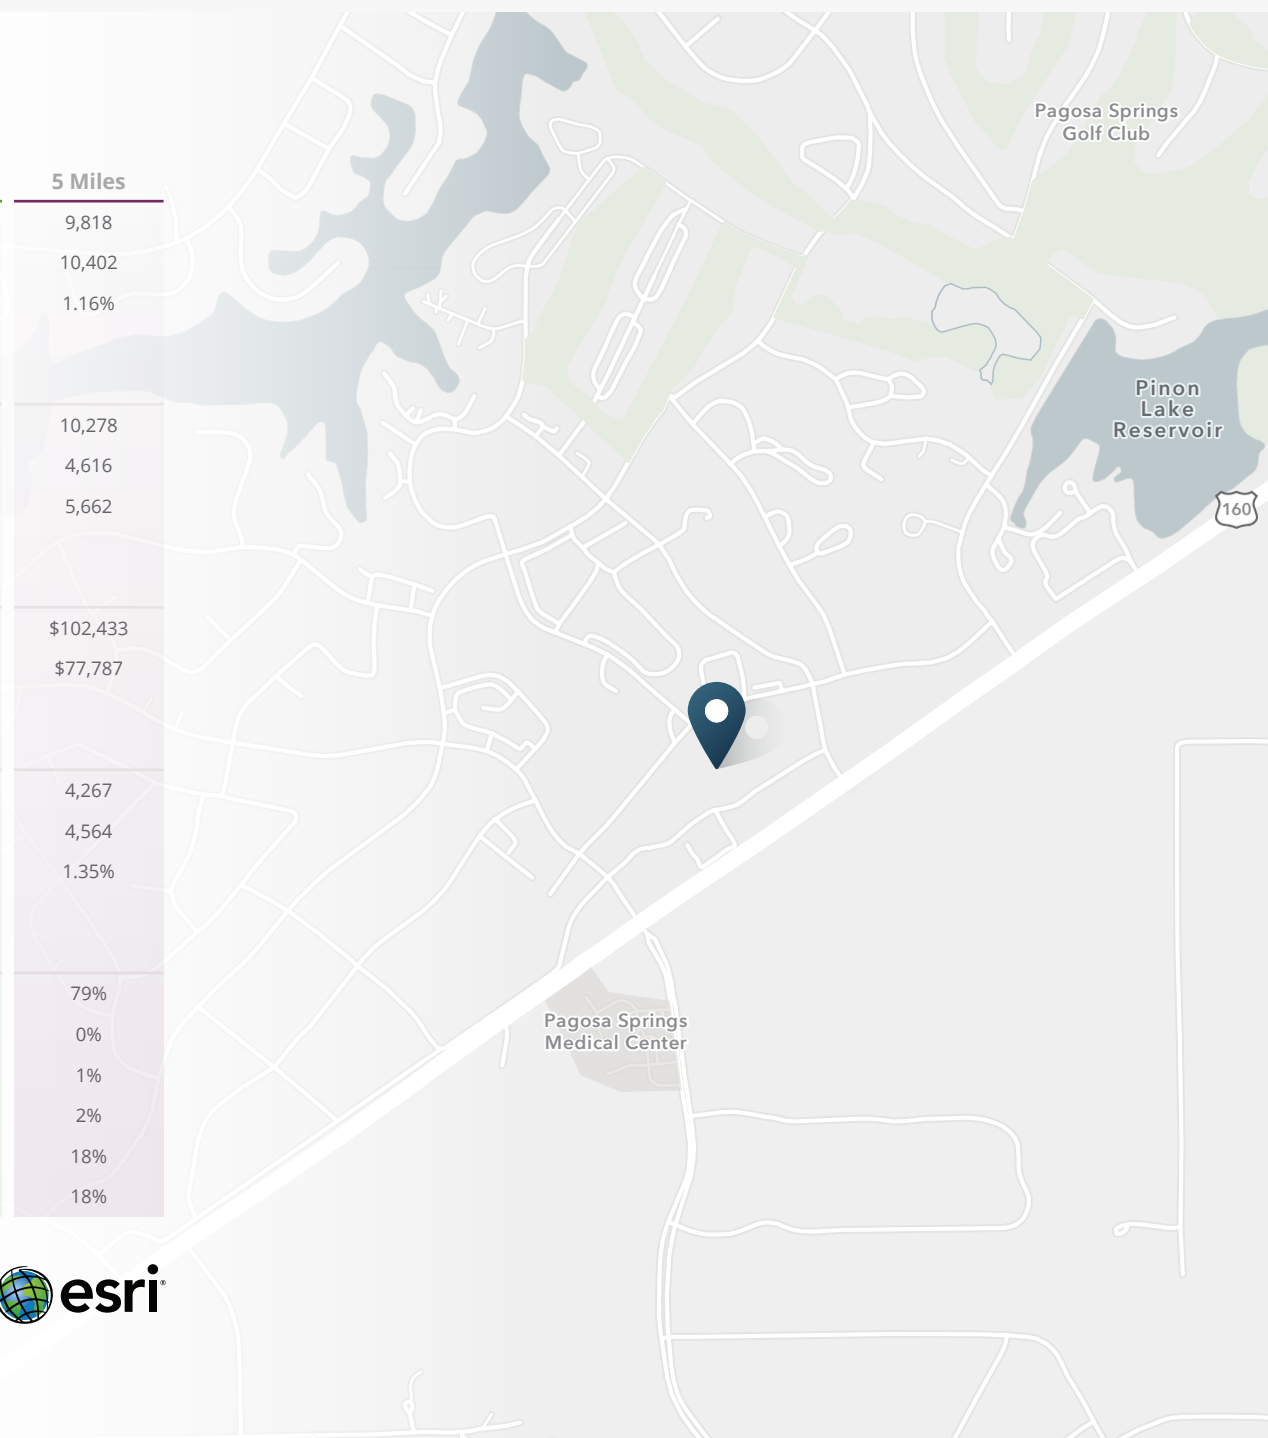 Pagosa Springs
Golf Club
5 Miles
9,818
10,402
1.16%
10,278
4,616
5,662
$102,433
$77,787
4,267
4,564
1.35%
79%
0%
1%
2%
18%
18%
Pinon
Lake
Reservoir
160
Pagosa Springs
Medical Center
esri®